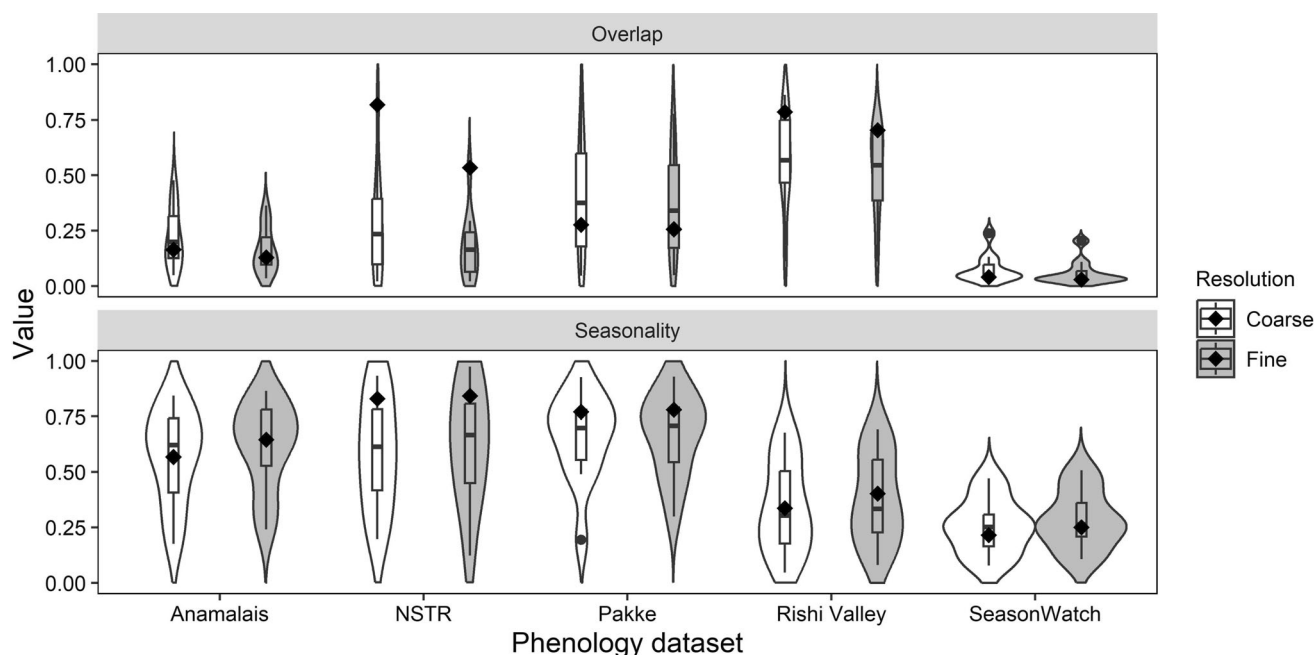 Overlap
1.00
0.75
0.50
0.25
0.00
Seasonality
1.00
0.75
0.50
0.25
0.00
Value
Anamalais NSTR Pakke Rishi Valley SeasonWatch
Phenology dataset
Resolution
Coarse
Fine